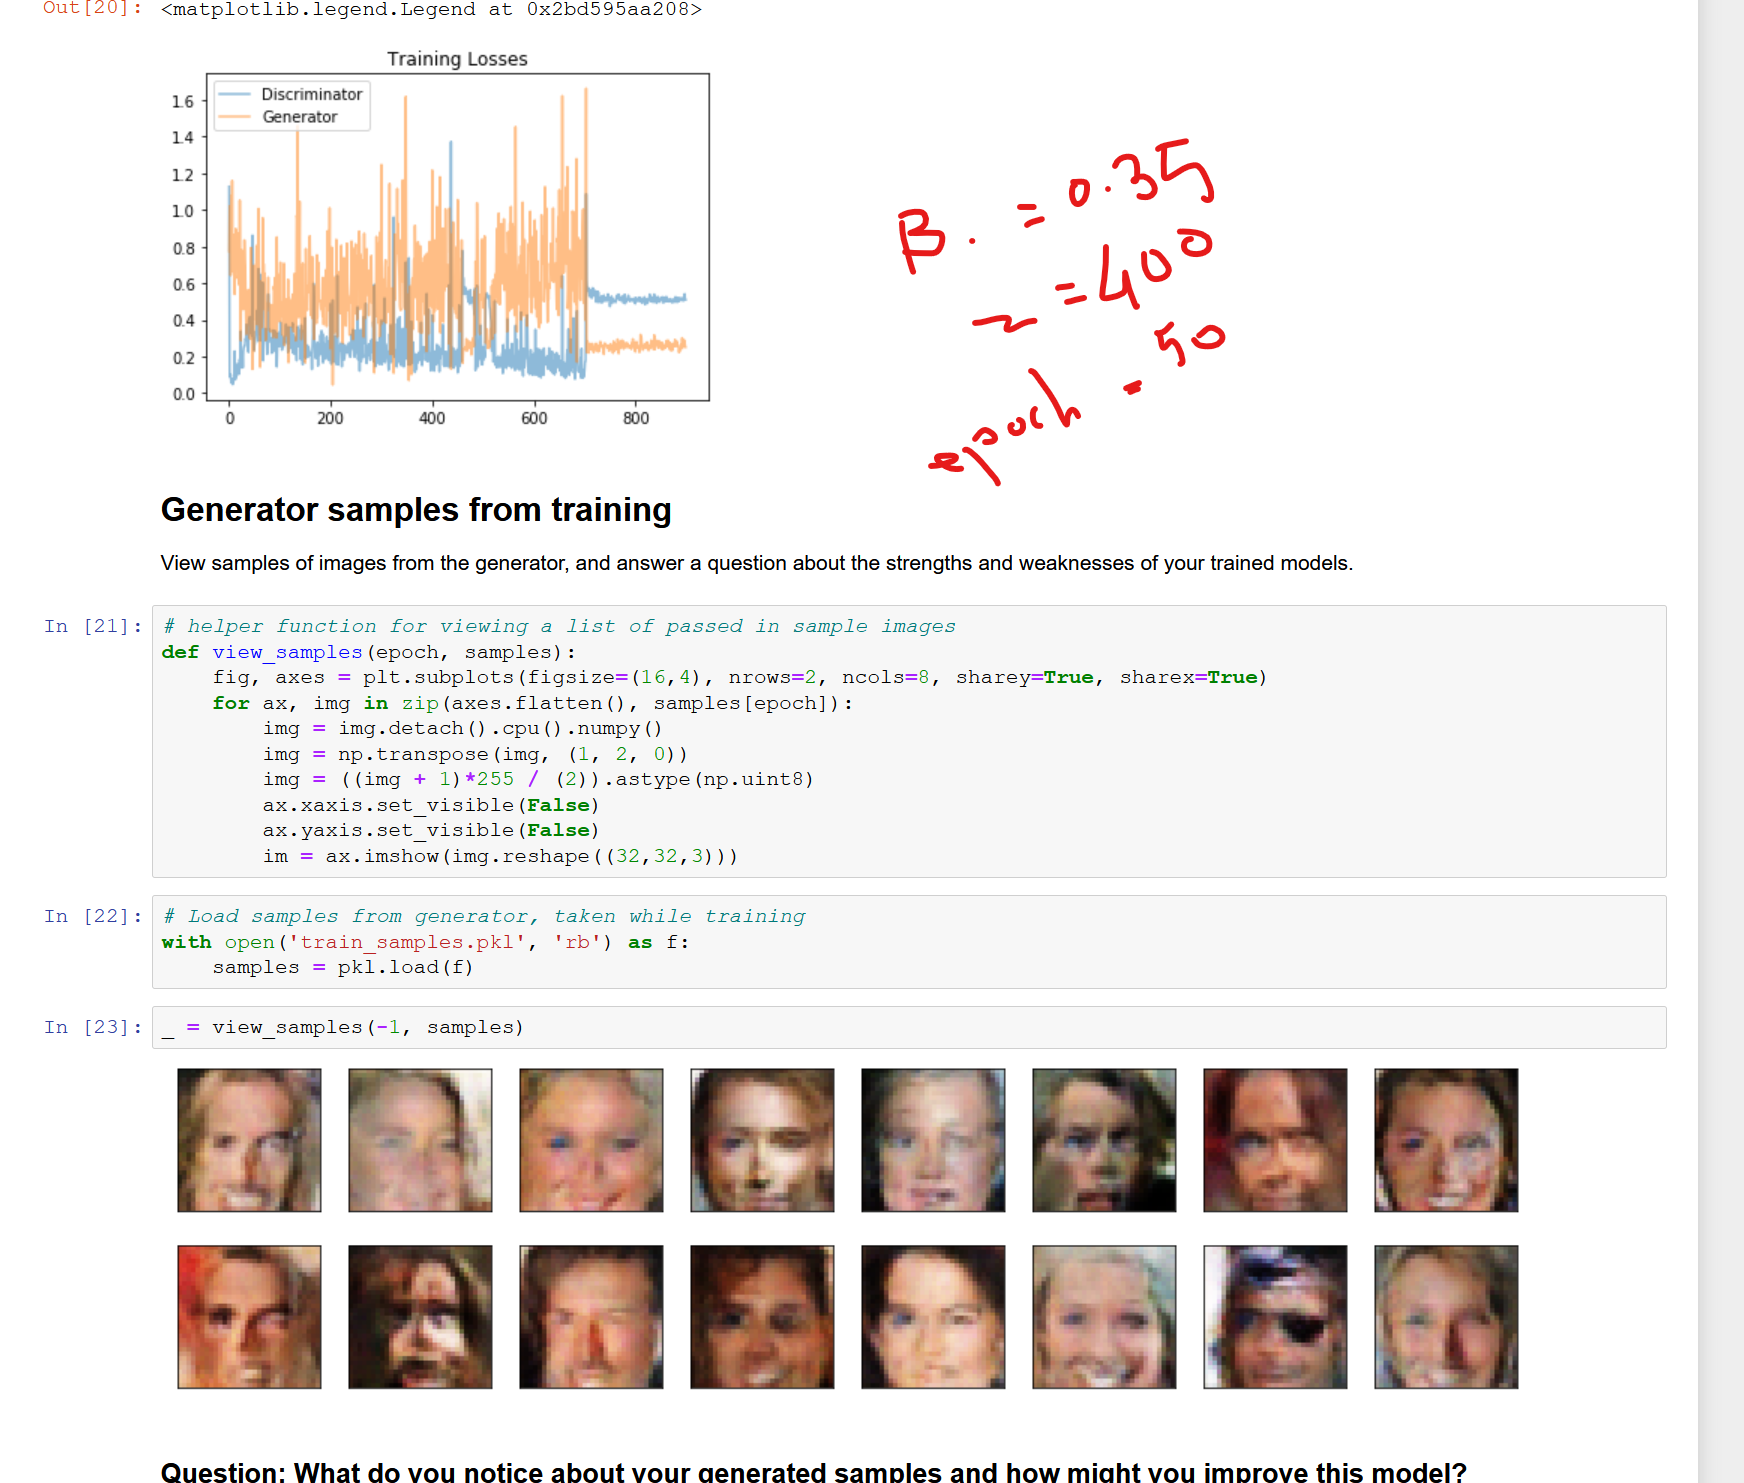 Out[20]: <matplotlib.legend.Legend at 0x2bd595aa208>
Training Losses
Discriminator
Generator
1.6
1.4
1.2
1.0
0.8
0.6
0.4
0.2
0.0
0 200 400 600 800
β. = 0.35
= 400
epoch - 50
Generator samples from training
View samples of images from the generator, and answer a question about the strengths and weaknesses of your trained models.
In [21]: # helper function for viewing a list of passed in sample images
def view_samples(epoch, samples):
    fig, axes = plt.subplots(figsize=(16,4), nrows=2, ncols=8, sharey=True, sharex=True)
    for ax, img in zip(axes.flatten(), samples[epoch]):
        img = img.detach().cpu().numpy()
        img = np.transpose(img, (1, 2, 0))
        img = ((img + 1)*255 / (2)).astype(np.uint8)
        ax.xaxis.set_visible(False)
        ax.yaxis.set_visible(False)
        im = ax.imshow(img.reshape((32,32,3)))
In [22]: # Load samples from generator, taken while training
with open('train_samples.pkl', 'rb') as f:
    samples = pkl.load(f)
In [23]: _ = view_samples(-1, samples)
Question: What do you notice about your generated samples and how might you improve this model?